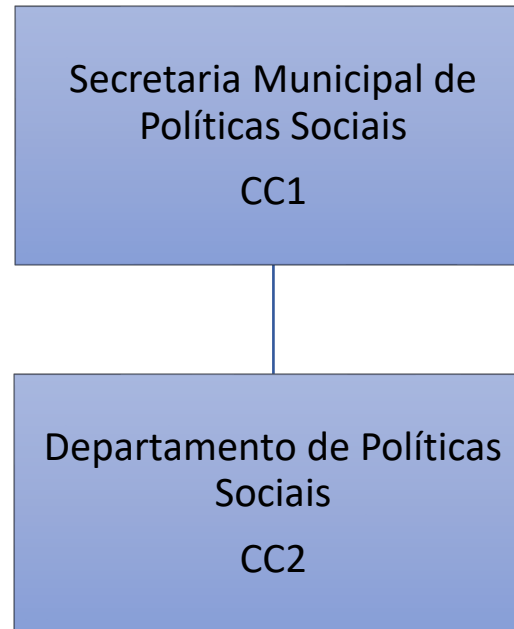 Secretaria Municipal de
Políticas Sociais
CC1
Departamento de Políticas
Sociais
CC2